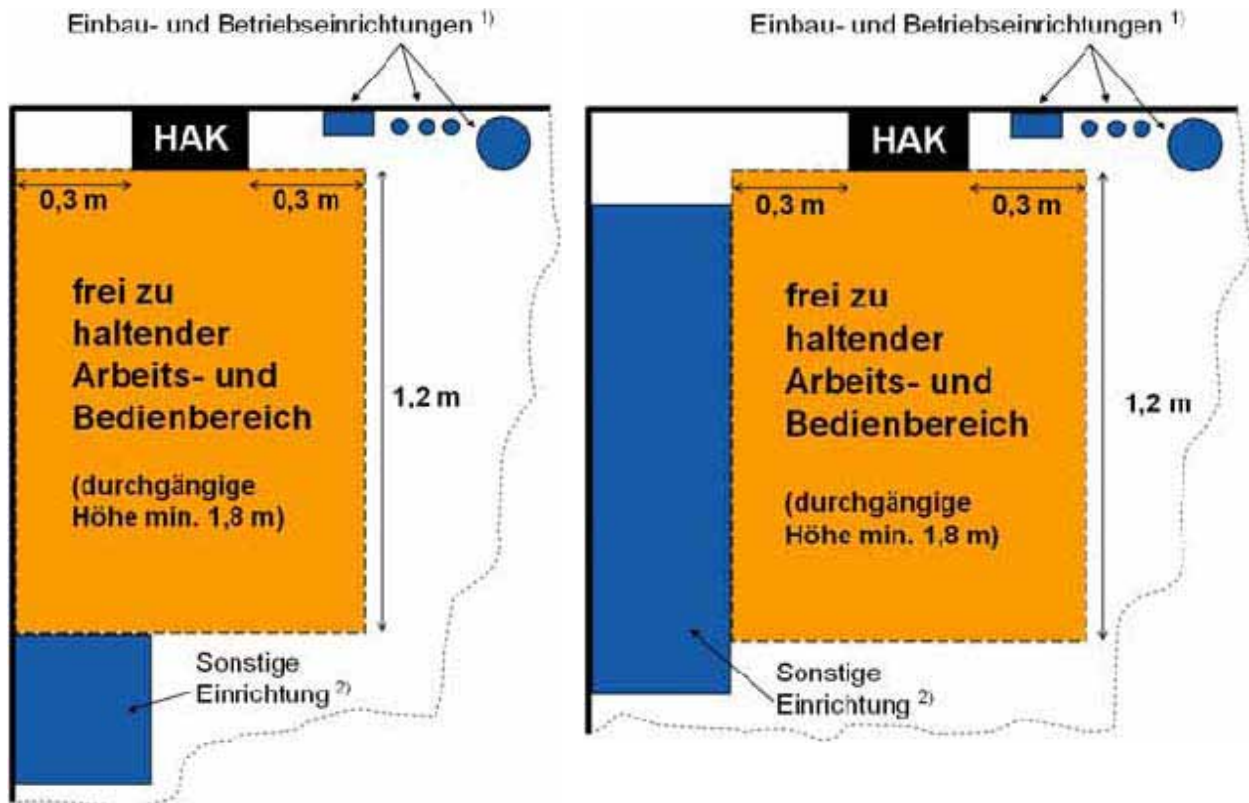 Einbau- und Betriebseinrichtungen 1)
HAK
0,3 m
0,3 m
frei zu
haltender
Arbeits- und
Bedienbereich
(durchgängige
Höhe min. 1,8 m)
1,2 m
Sonstige
Einrichtung 2)
Einbau- und Betriebseinrichtungen 1)
HAK
0,3 m
0,3 m
frei zu
haltender
Arbeits- und
Bedienbereich
(durchgängige
Höhe min. 1,8 m)
1,2 m
Sonstige
Einrichtung 2)